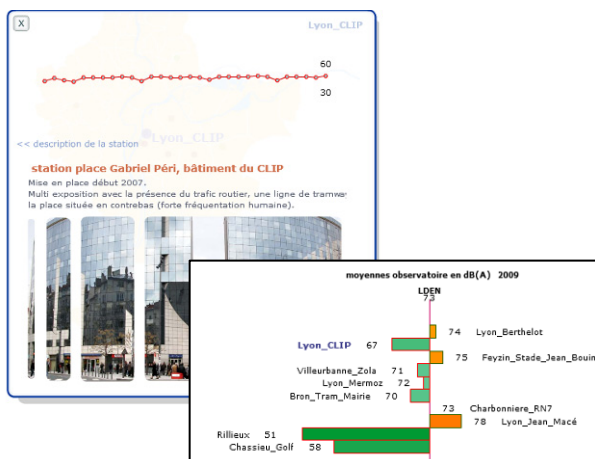 X
Lyon_CLIP
60
30
Lyon_CLIP
<< description de la station
station place Gabriel Péri, bâtiment du CLIP
Mise en place début 2007.
Multi exposition avec la présence du trafic routier, une ligne de tramway
la place située en contrebas (forte fréquentation humaine).
moyennes observatoire en dB(A) 2009
LDEN
73
74 Lyon_Berthelot
Lyon_CLIP 67
75 Feyzin_Stade_Jean_Bouin
Villeurbanne_Zola 71
Lyon_Mermoz 72
Bron_Tram_Mairie 70
73 Charbonniere_RN7
78 Lyon_Jean_Macé
Rillieux 51
Chassieu_Golf 58